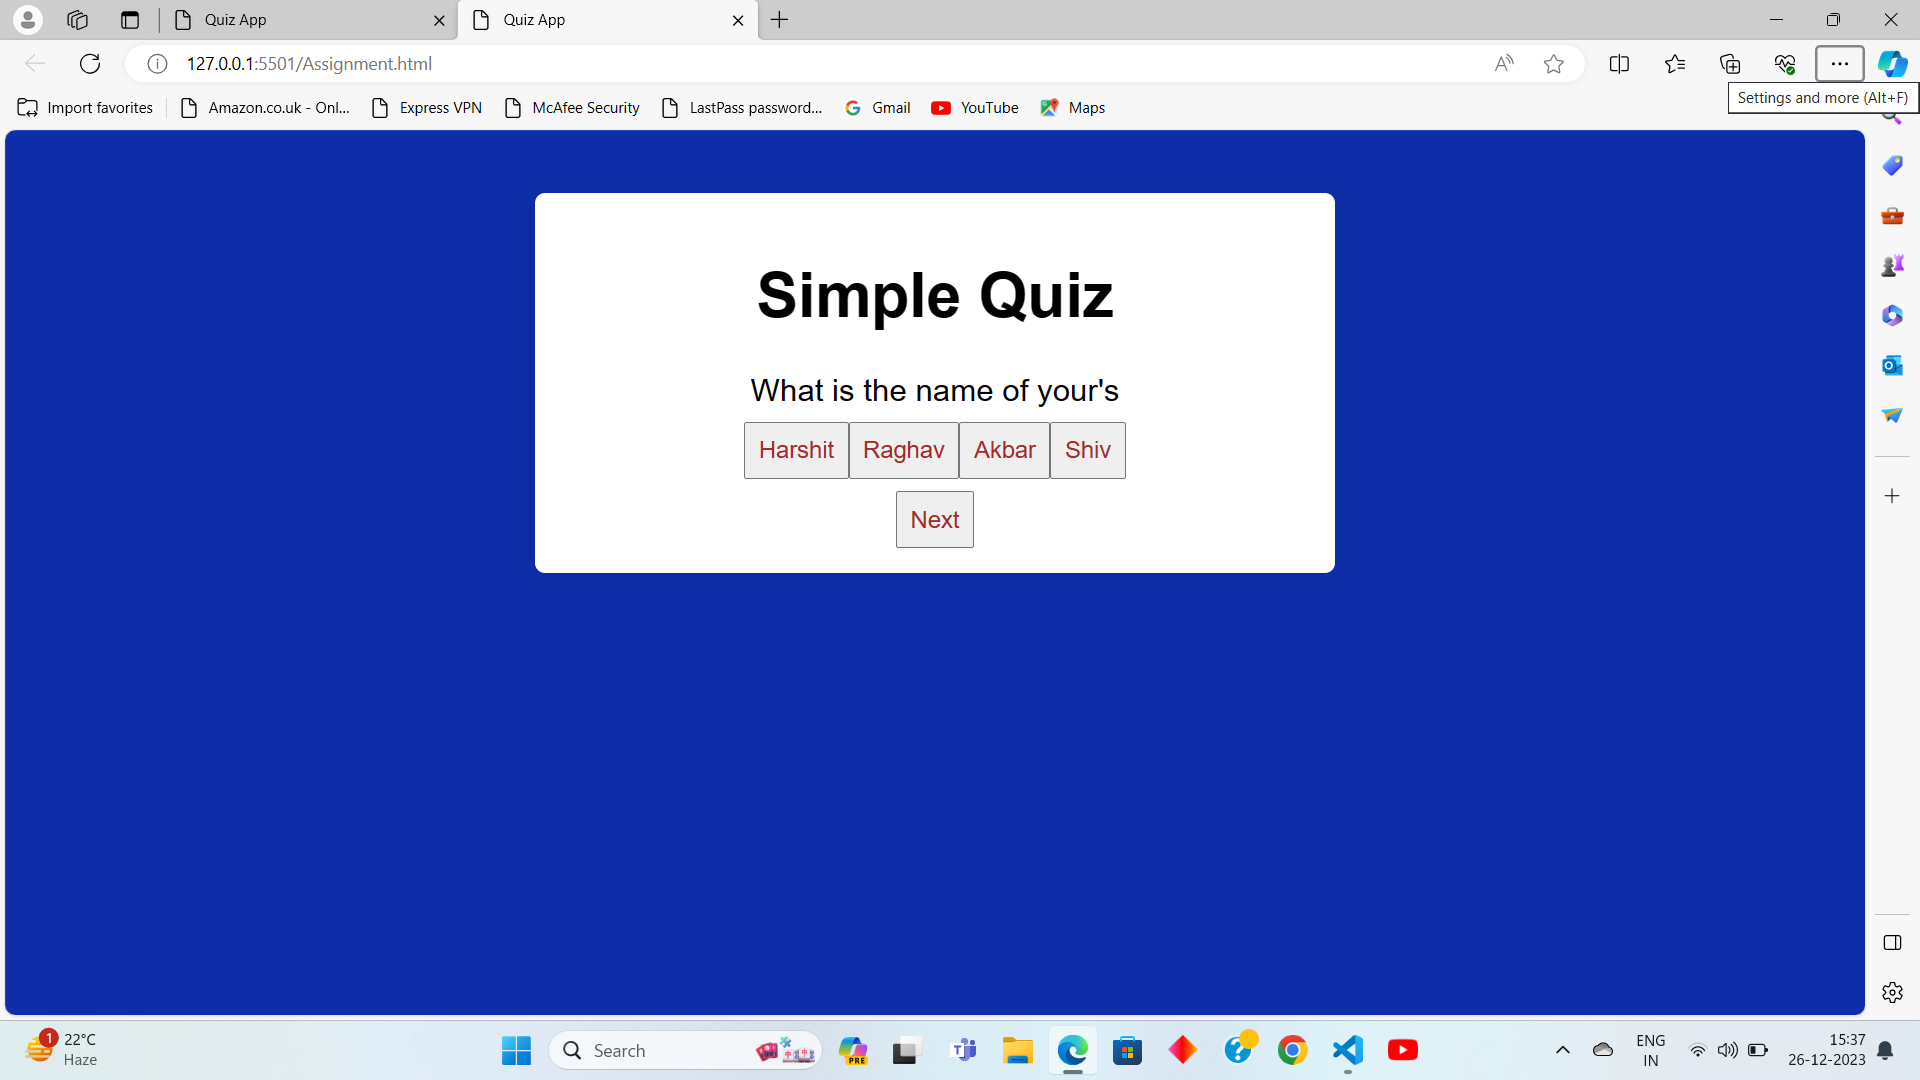 Quiz App
Quiz App
127.0.0.1:5501/Assignment.html
Settings and more (Alt+F)
Import favorites
Amazon.co.uk - Onl...
Express VPN
McAfee Security
LastPass password...
Gmail
YouTube
Maps
Simple Quiz
What is the name of your's
Harshit
Raghav
Akbar
Shiv
Next
1
22°C
Haze
Search
PRE
ENG
IN
15:37
26-12-2023